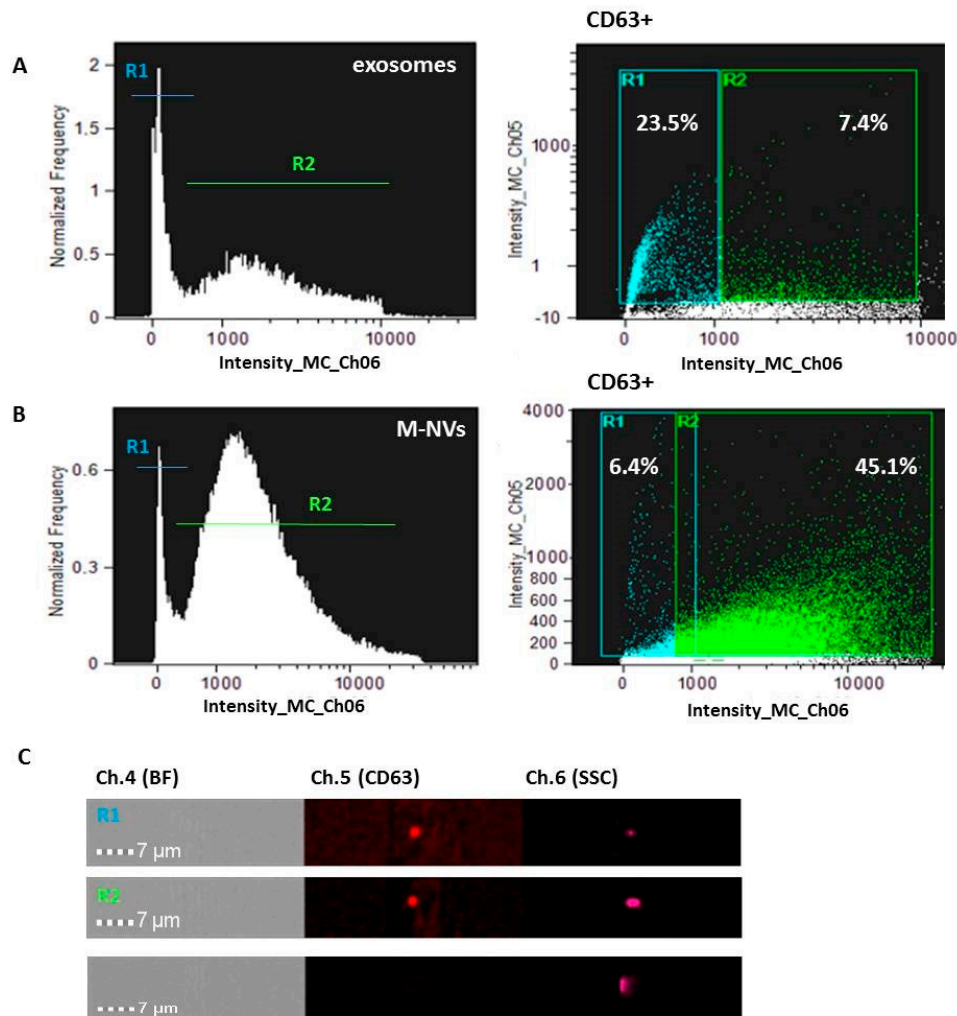 CD63+
A
R1
exosomes
R2
2
1.5
1
0.5
0
Normalized Frequency
0
1000
10000
Intensity_MC_Ch06
R1
R2
23.5%
7.4%
1000
1
-10
Intensity_MC_Ch05
0
1000
10000
Intensity_MC_Ch06
CD63+
B
R1
M-NVs
R2
0.6
0.3
0
Normalized Frequency
0
1000
10000
Intensity_MC_Ch06
R1
R2
6.4%
45.1%
4000
2000
1000
800
600
400
200
0
Intensity_MC_Ch05
0
1000
10000
Intensity_MC_Ch06
C
Ch.4 (BF)
Ch.5 (CD63)
Ch.6 (SSC)
R1
7 µm
R2
7 µm
7 µm